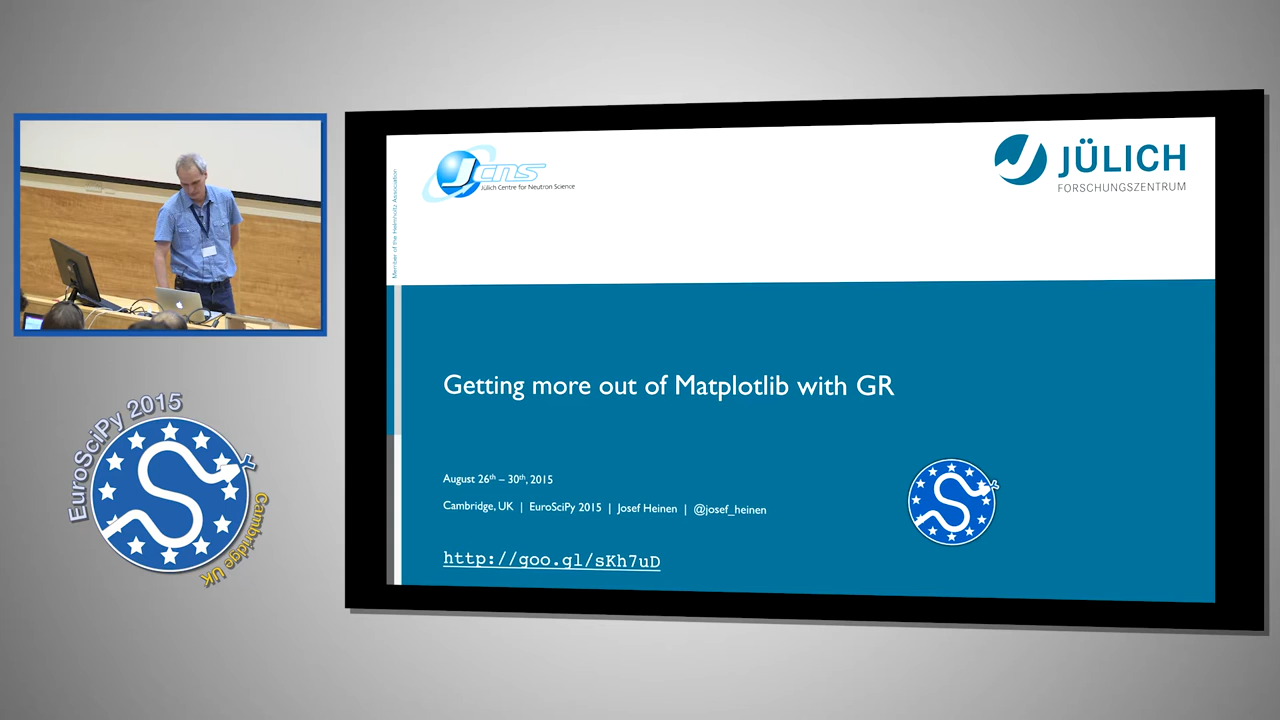 JCNS
Jülich Centre for Neutron Science
JÜLICH
FORSCHUNGSZENTRUM
Member of the Helmholtz Association
Getting more out of Matplotlib with GR
August 26th – 30th, 2015
Cambridge, UK | EuroSciPy 2015 | Josef Heinen | @josef_heinen
http://goo.gl/sKh7uD
EuroSciPy 2015
Cambridge UK